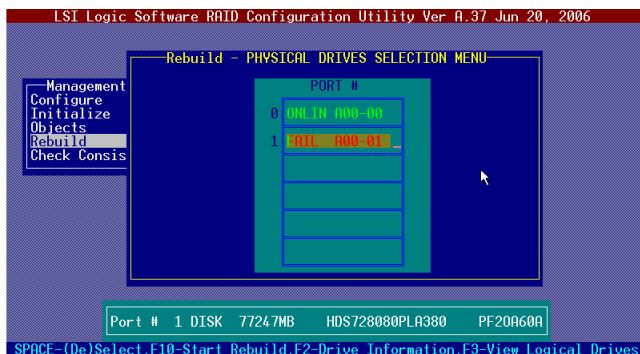 LSI Logic Software RAID Configuration Utility Ver A.37 Jun 20, 2006
Rebuild - PHYSICAL DRIVES SELECTION MENU
Management
PORT #
Configure
0 ONLIN A00-00
Initialize
Objects
Rebuild
1 FAIL A00-01 _
Check Consis
Port # 1 DISK 77247MB HDS728080PLA380 PF2OA60A
SPACE-(De)Select,F10-Start Rebuild,F2-Drive Information,F3-View Logical Drives